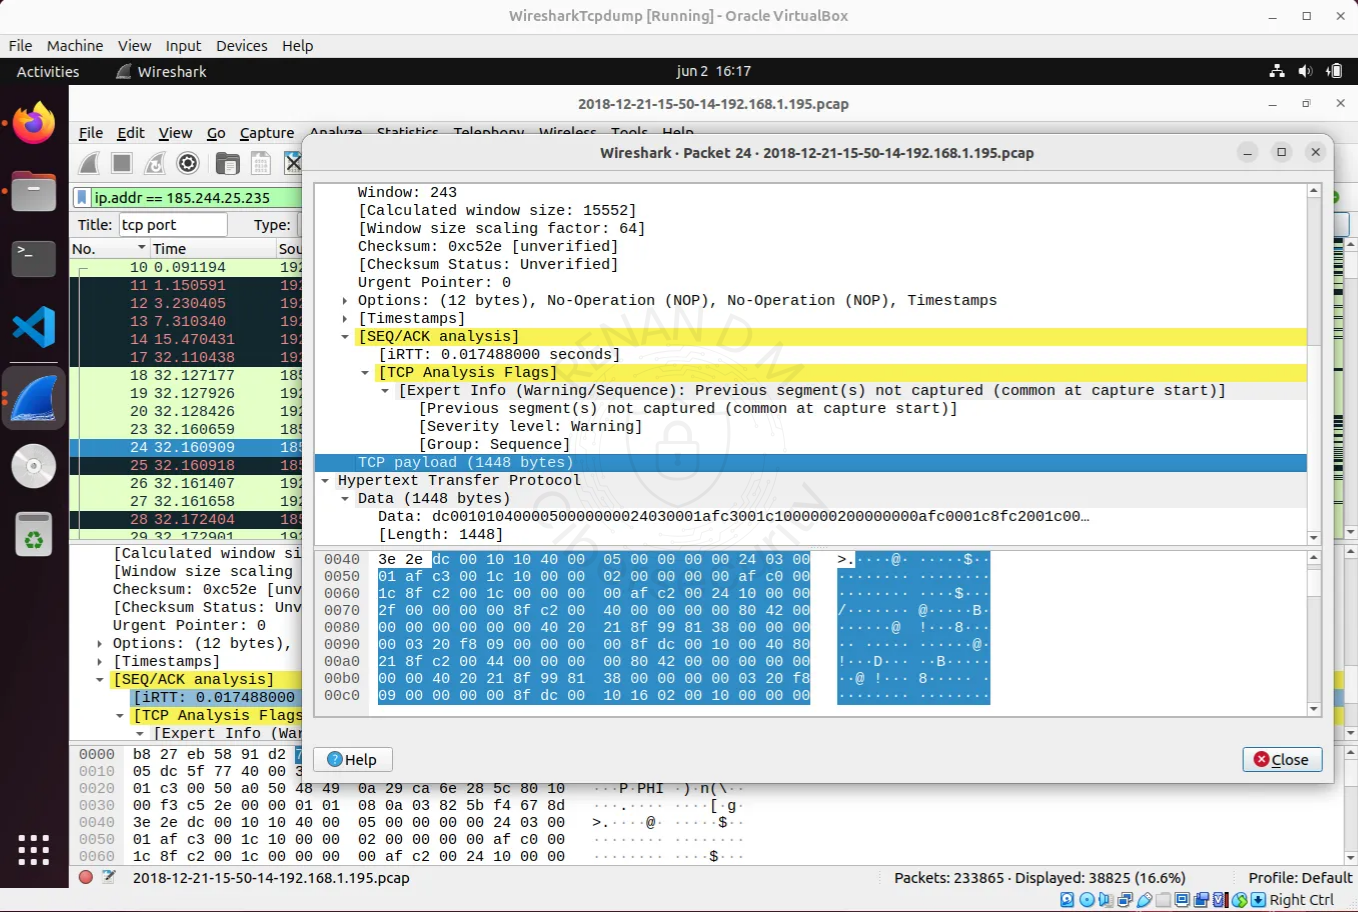 WiresharkTcpdump [Running] - Oracle VirtualBox
File Machine View Input Devices Help
Activities Wireshark jun 2 16:17
2018-12-21-15-50-14-192.168.1.195.pcap
File Edit View Go Capture Analyze Statistics Telephony Wireless Tools Help
Wireshark · Packet 24 · 2018-12-21-15-50-14-192.168.1.195.pcap
ip.addr == 185.244.25.235
Title: tcp port Type:
No. Time Sou
10 0.091194 192
11 1.150591 192
12 3.230405 192
13 7.310340 192
14 15.470431 192
17 32.110438 192
18 32.127177 185
19 32.127926 192
20 32.128426 192
23 32.160659 185
24 32.160909 185
25 32.160918 185
26 32.161407 192
27 32.161658 192
28 32.172404 185
29 32.172901 192
Window: 243
[Calculated window size: 15552]
[Window size scaling factor: 64]
Checksum: 0xc52e [unverified]
[Checksum Status: Unverified]
Urgent Pointer: 0
Options: (12 bytes), No-Operation (NOP), No-Operation (NOP), Timestamps
[Timestamps]
[SEQ/ACK analysis]
[iRTT: 0.017488000 seconds]
[TCP Analysis Flags]
[Expert Info (Warning/Sequence): Previous segment(s) not captured (common at capture start)]
[Previous segment(s) not captured (common at capture start)]
[Severity level: Warning]
[Group: Sequence]
TCP payload (1448 bytes)
Hypertext Transfer Protocol
Data (1448 bytes)
Data: dc001010400005000000024030001afc3001c1000000200000000afc0001c8fc2001c00…
[Length: 1448]
0040 3e 2e dc 00 10 10 40 00 05 00 00 00 00 24 03 00 >.····@· ······$·
0050 01 af c3 00 1c 10 00 00 02 00 00 00 00 af c0 00 ········ ········
0060 1c 8f c2 00 1c 00 00 00 00 af c2 00 24 10 00 00 ········ ····$···
0070 2f 00 00 00 00 8f c2 00 40 00 00 00 00 80 42 00 /······· @·····B·
0080 00 00 00 00 00 00 40 20 21 8f 99 81 38 00 00 00 ······@  !···8···
0090 00 03 20 f8 09 00 00 00 00 8f dc 00 10 00 40 80 ·· ····· ······@·
00a0 21 8f c2 00 44 00 00 00 00 80 42 00 00 00 00 00 !···D··· ··B·····
00b0 00 00 40 20 21 8f 99 81 38 00 00 00 00 03 20 f8 ··@ !··· 8····· ·
00c0 09 00 00 00 00 8f dc 00 10 16 02 00 10 00 00 00 ········ ········
Help Close
[Calculated window si
[Window size scaling
Checksum: 0xc52e [unv
[Checksum Status: Unv
Urgent Pointer: 0
Options: (12 bytes),
[Timestamps]
[SEQ/ACK analysis]
[iRTT: 0.017488000
[TCP Analysis Flags
[Expert Info (War
0000 b8 27 eb 58 91 d2
0010 05 dc 5f 77 40 00
0020 01 c3 00 50 a0 50 48 49 0a 29 ca 6e 28 5c 80 10 ···P·PHI ·)·n(\··
0030 00 f3 c5 2e 00 00 01 01 08 0a 03 82 5b f4 67 8d ···.···· ····[·g·
0040 3e 2e dc 00 10 10 40 00 05 00 00 00 00 24 03 00 >.····@· ·····$··
0050 01 af c3 00 1c 10 00 00 02 00 00 00 00 af c0 00 ········ ········
0060 1c 8f c2 00 1c 00 00 00 00 af c2 00 24 10 00 00 ········ ····$···
2018-12-21-15-50-14-192.168.1.195.pcap Packets: 233865 · Displayed: 38825 (16.6%) Profile: Default
Right Ctrl